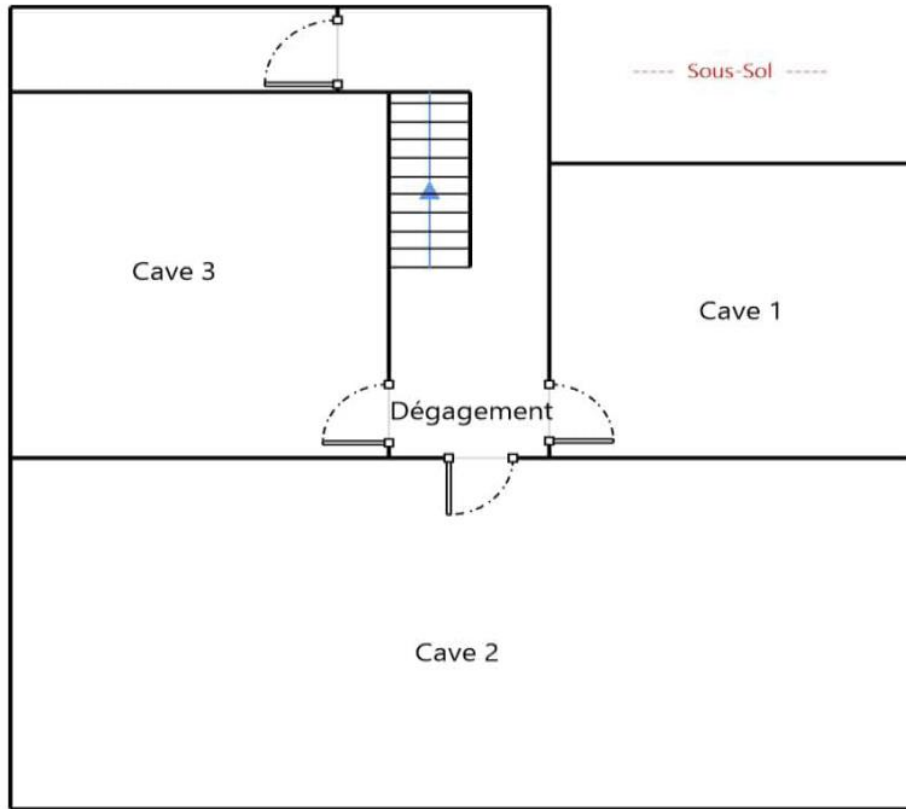 ----- Sous-Sol -----
Cave 3
Cave 1
Dégagement
Cave 2